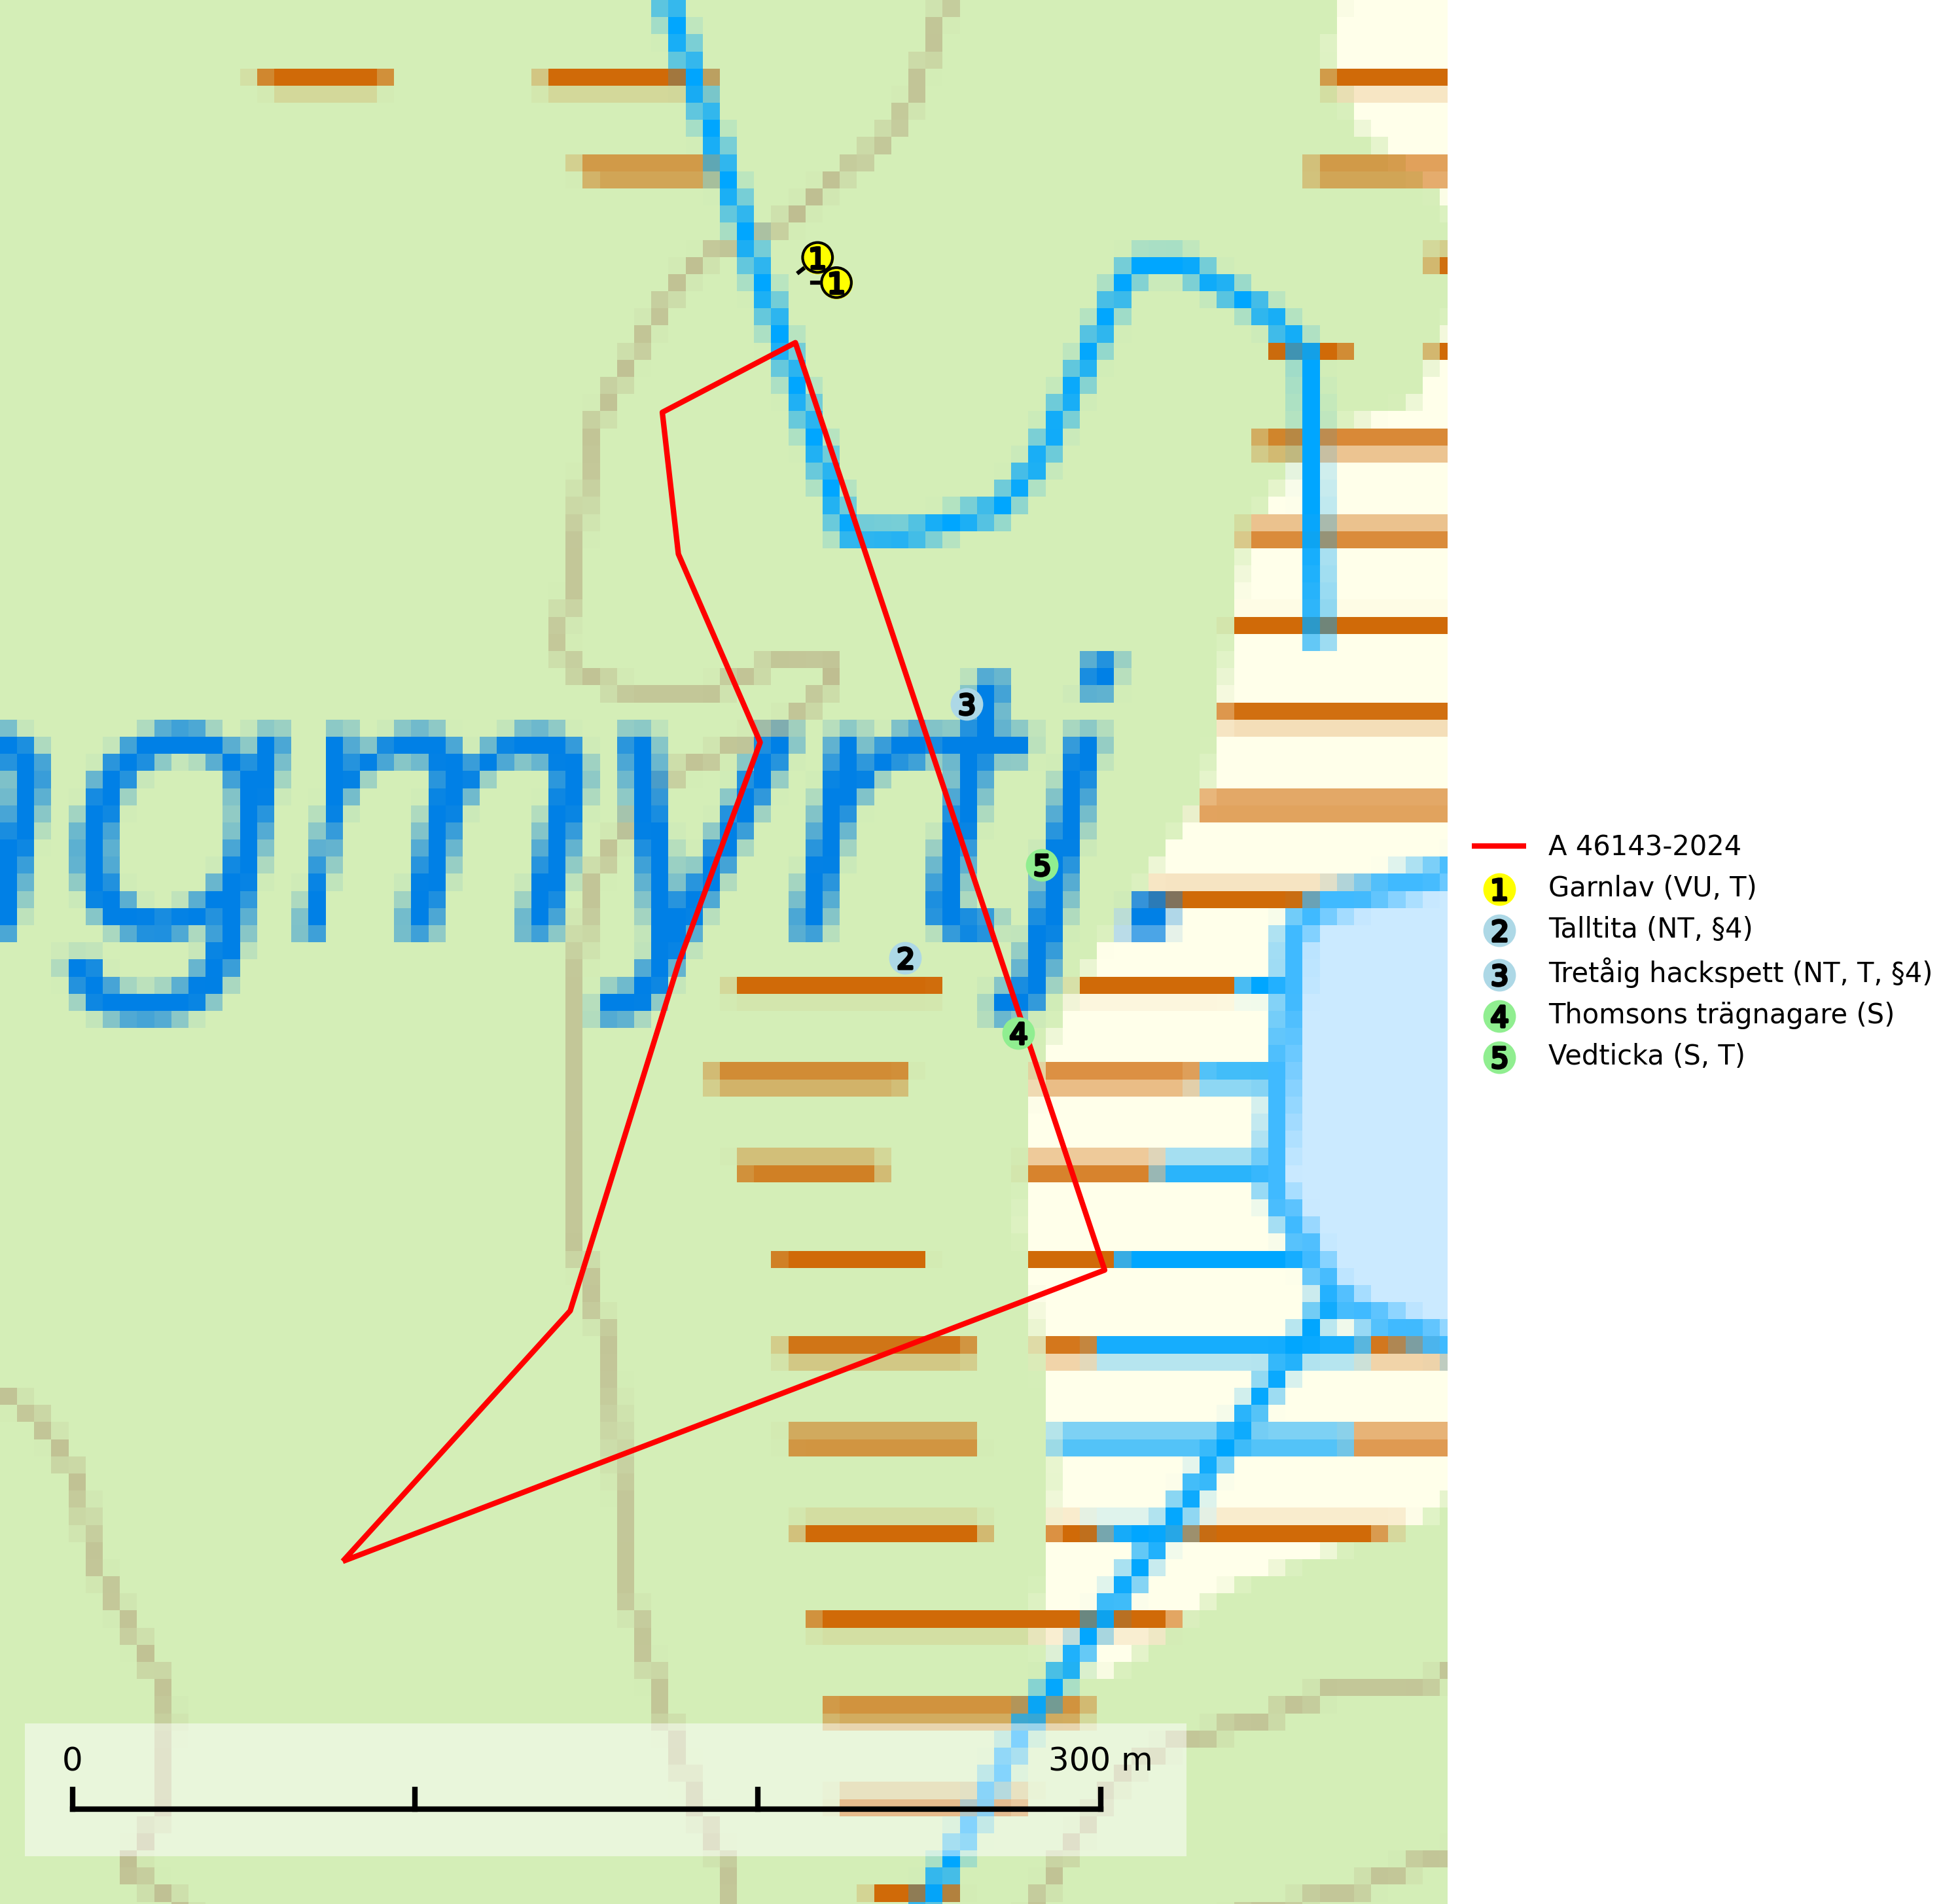 1
1
3
gmyrtj
5
2
4
0 300 m
A 46143-2024
1 Garnlav (VU, T)
2 Talltita (NT, §4)
3 Tretåig hackspett (NT, T, §4)
4 Thomsons trägnagare (S)
5 Vedticka (S, T)